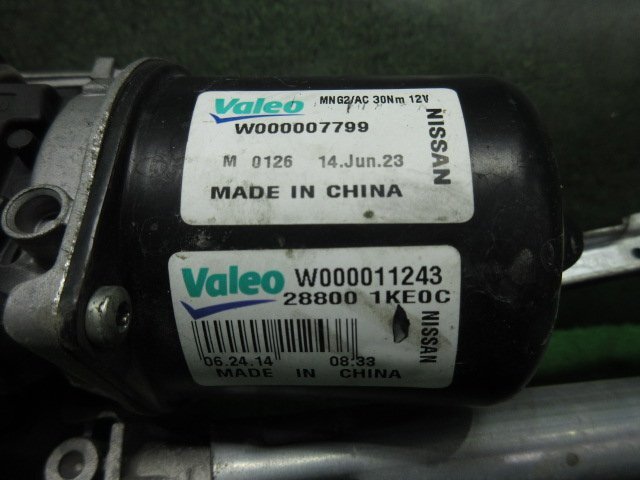 Valeo MNG2/AC 30Nm 12V
W000007799
M 0126 14.Jun.23
MADE IN CHINA
NISSAN
Valeo W000011243
28800 1KE0C
06.24.14 08.33
MADE IN CHINA
NISSAN